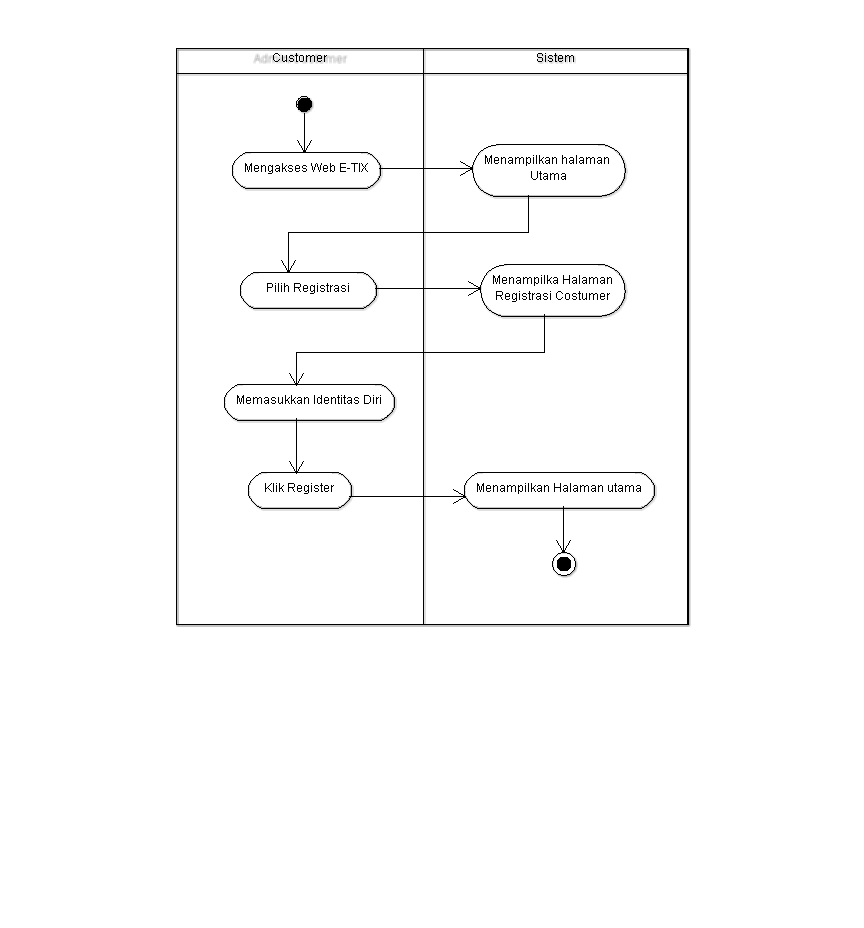 Customer
Sistem
Mengakses Web E-TIX
Menampilkan halaman
Utama
Pilih Registrasi
Menampilka Halaman
Registrasi Costumer
Memasukkan Identitas Diri
Klik Register
Menampilkan Halaman utama